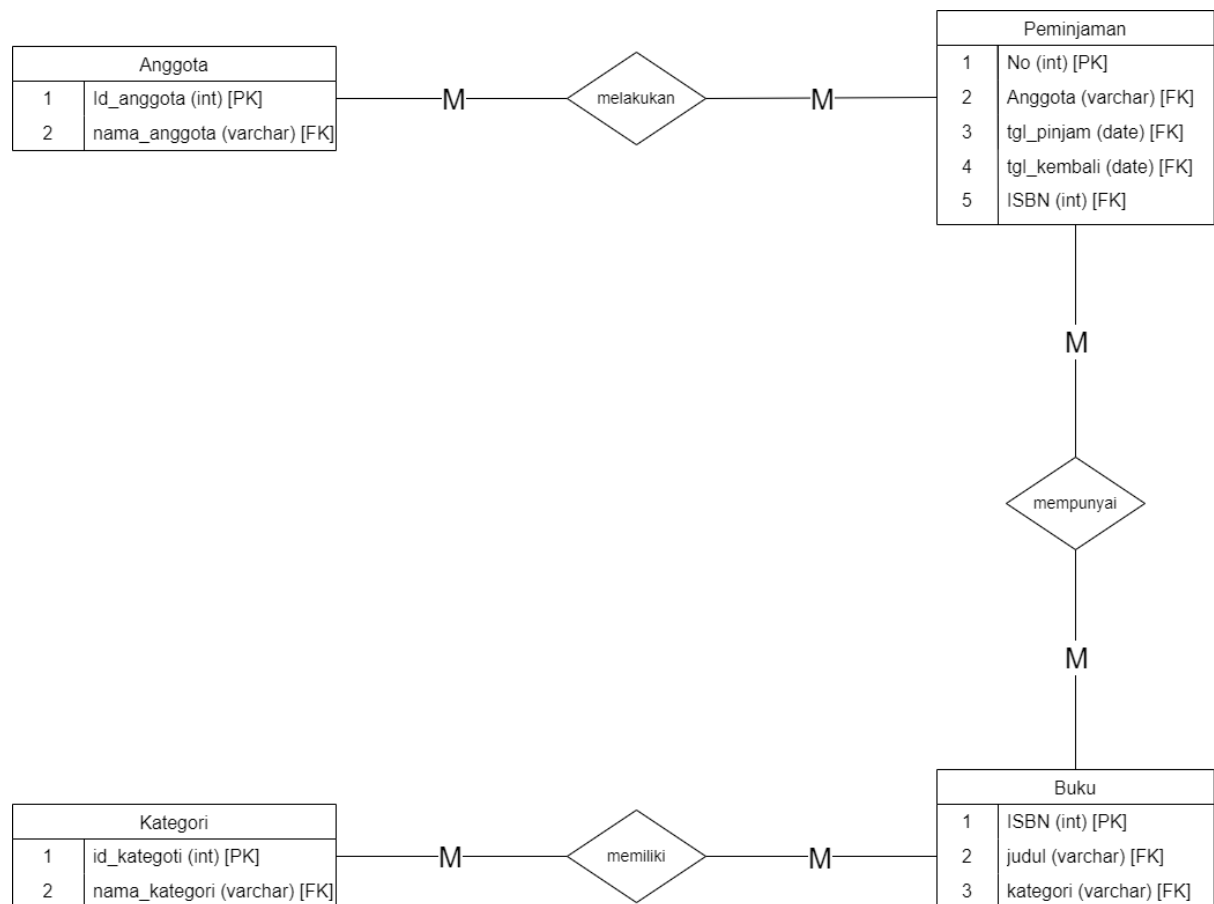 Anggota
1 Id_anggota (int) [PK]
2 nama_anggota (varchar) [FK]
M
melakukan
M
Peminjaman
1 No (int) [PK]
2 Anggota (varchar) [FK]
3 tgl_pinjam (date) [FK]
4 tgl_kembali (date) [FK]
5 ISBN (int) [FK]
M
mempunyai
M
Kategori
1 id_kategoti (int) [PK]
2 nama_kategori (varchar) [FK]
M
memiliki
M
Buku
1 ISBN (int) [PK]
2 judul (varchar) [FK]
3 kategori (varchar) [FK]